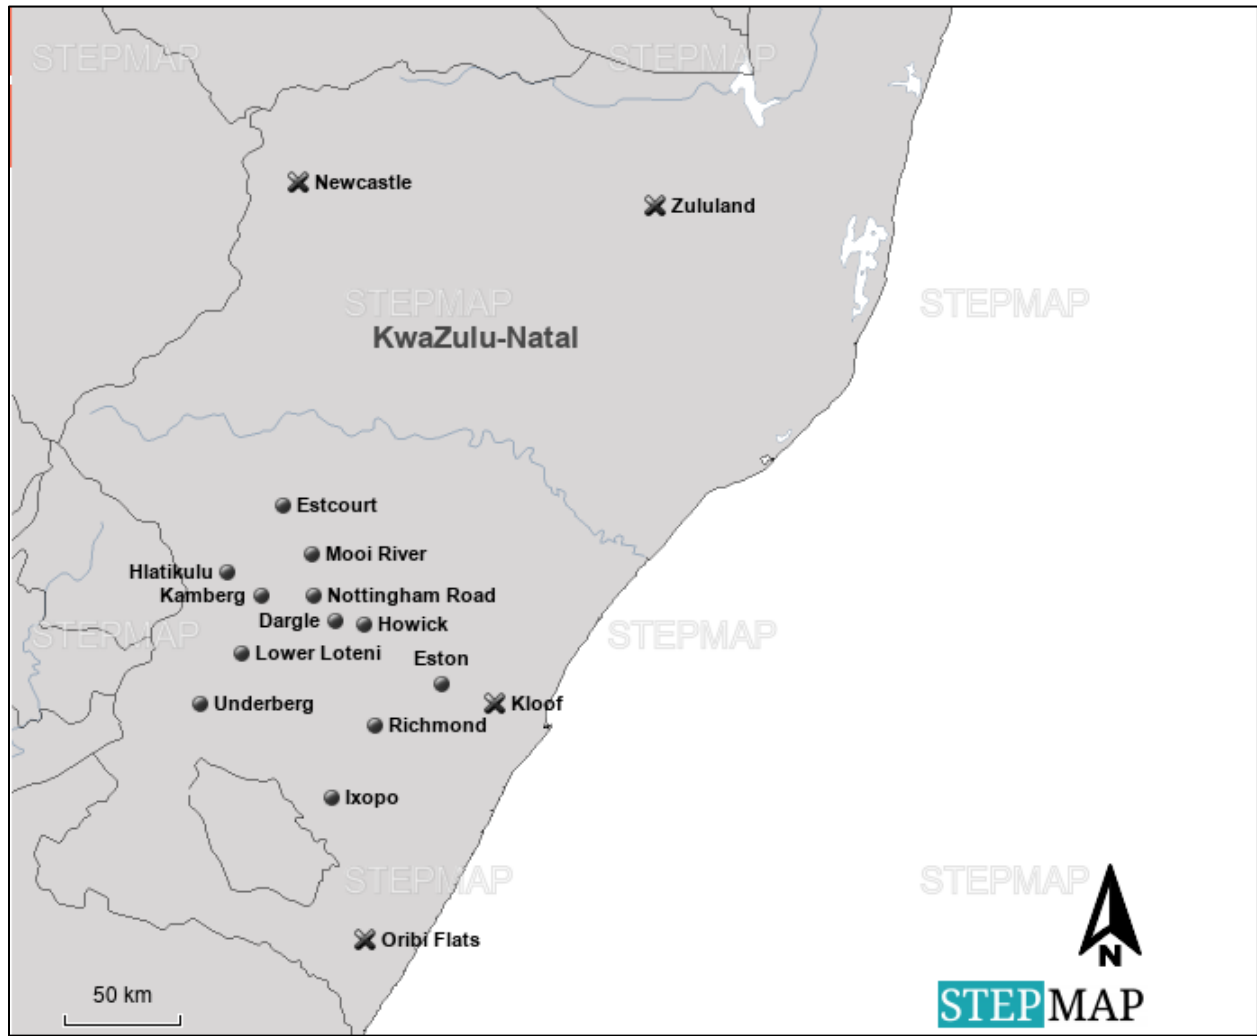 STEPMAP
STEPMAP
Newcastle
Zululand
STEPMAP
STEPMAP
KwaZulu-Natal
Estcourt
Mooi River
Hlatikulu
Kamberg
Nottingham Road
Dargle
Howick
STEPMAP
STEPMAP
Lower Loteni
Eston
Underberg
Kloof
Richmond
Ixopo
STEPMAP
STEPMAP
Oribi Flats
N
50 km
STEPMAP